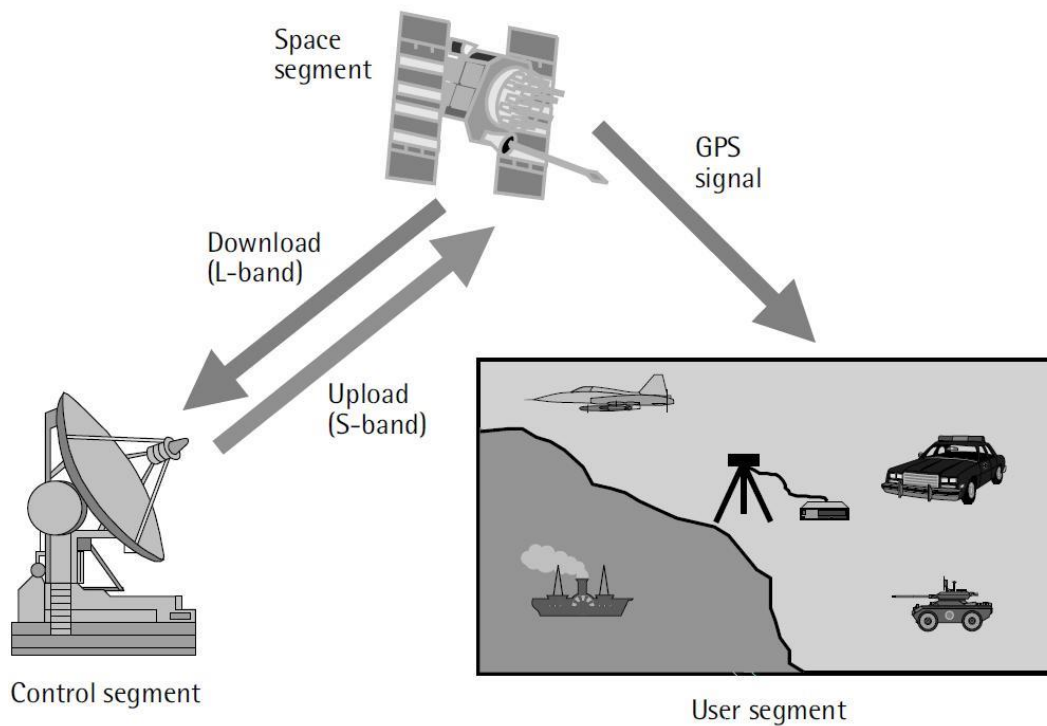 Space
segment
GPS
signal
Download
(L-band)
Upload
(S-band)
Control segment
User segment